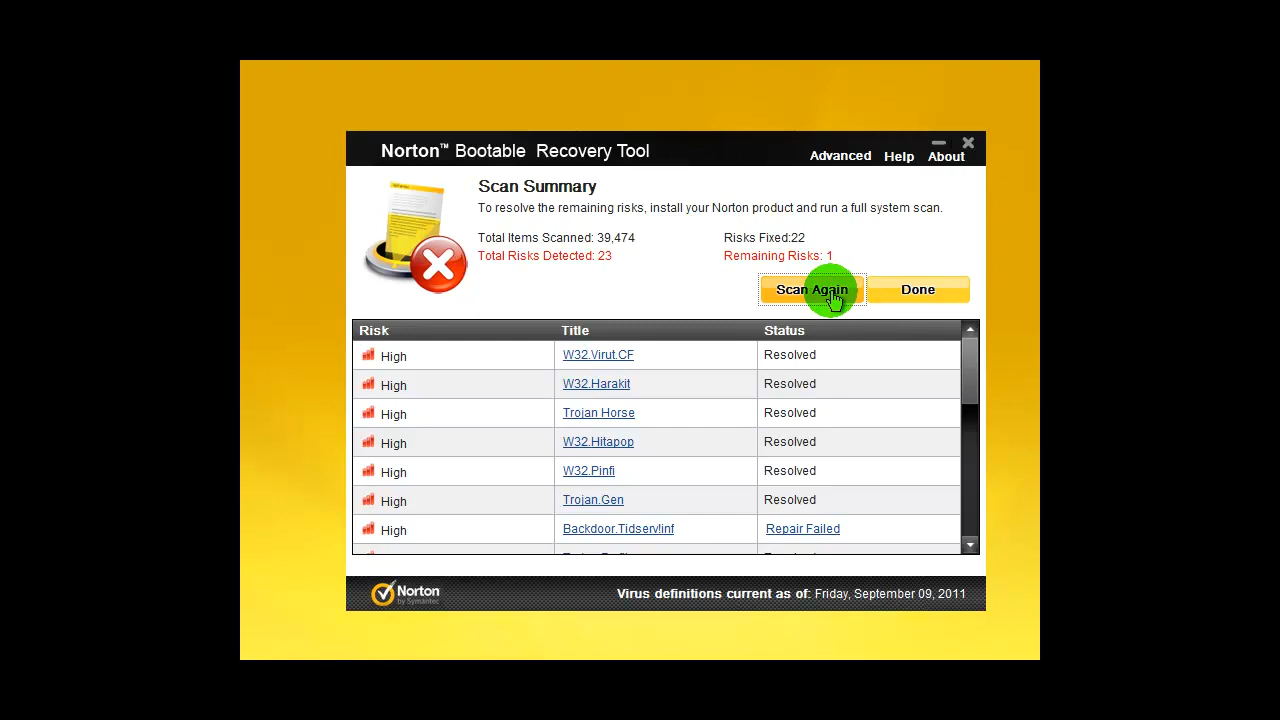 Norton™ Bootable Recovery Tool
Advanced Help About
Scan Summary
To resolve the remaining risks, install your Norton product and run a full system scan.
Total Items Scanned: 39,474 Risks Fixed:22
Total Risks Detected: 23 Remaining Risks: 1
Scan Again Done
Risk Title Status
High W32.Virut.CF Resolved
High W32.Harakit Resolved
High Trojan Horse Resolved
High W32.Hitapop Resolved
High W32.Pinfi Resolved
High Trojan.Gen Resolved
High Backdoor.Tidserv!inf Repair Failed
Norton
by Symantec
Virus definitions current as of: Friday, September 09, 2011